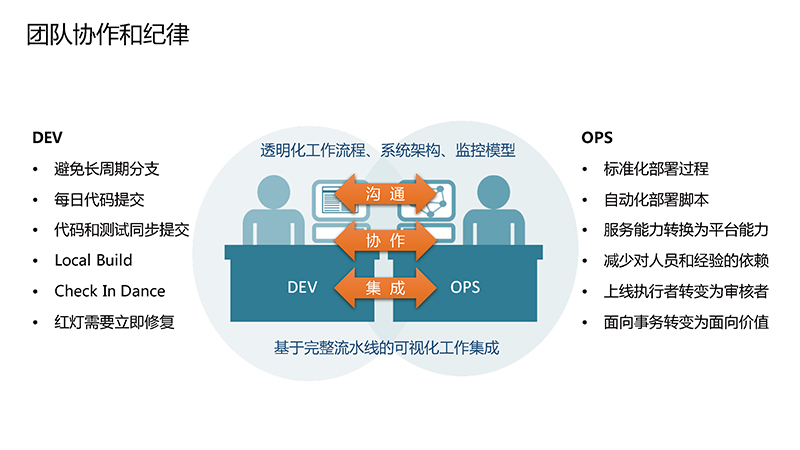 团队协作和纪律
DEV
• 避免长周期分支
• 每日代码提交
• 代码和测试同步提交
• Local Build
• Check In Dance
• 红灯需要立即修复
透明化工作流程、系统架构、监控模型
沟 通
协 作
集 成
DEV
OPS
基于完整流水线的可视化工作集成
OPS
• 标准化部署过程
• 自动化部署脚本
• 服务能力转换为平台能力
• 减少对人员和经验的依赖
• 上线执行者转变为审核者
• 面向事务转变为面向价值